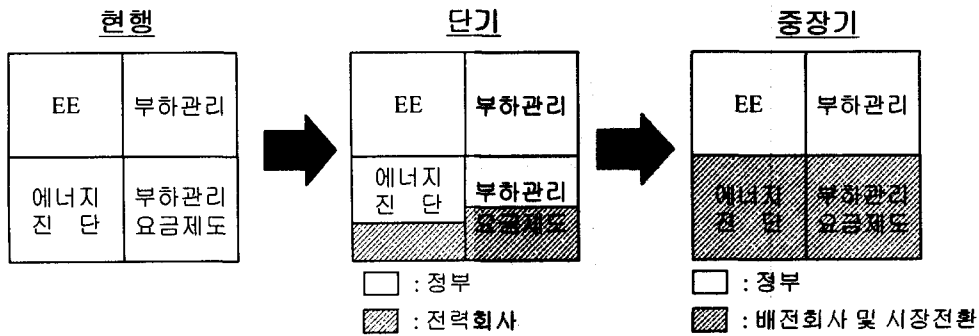 현행
EE
부하관리
에너지
진 단
부하관리
요금제도
단기
EE
부하관리
에너지
진 단
부하관리
요금제도
: 정부
: 전력회사
중장기
EE
부하관리
에너지
진 단
부하관리
요금제도
: 정부
: 배전회사 및 시장전환